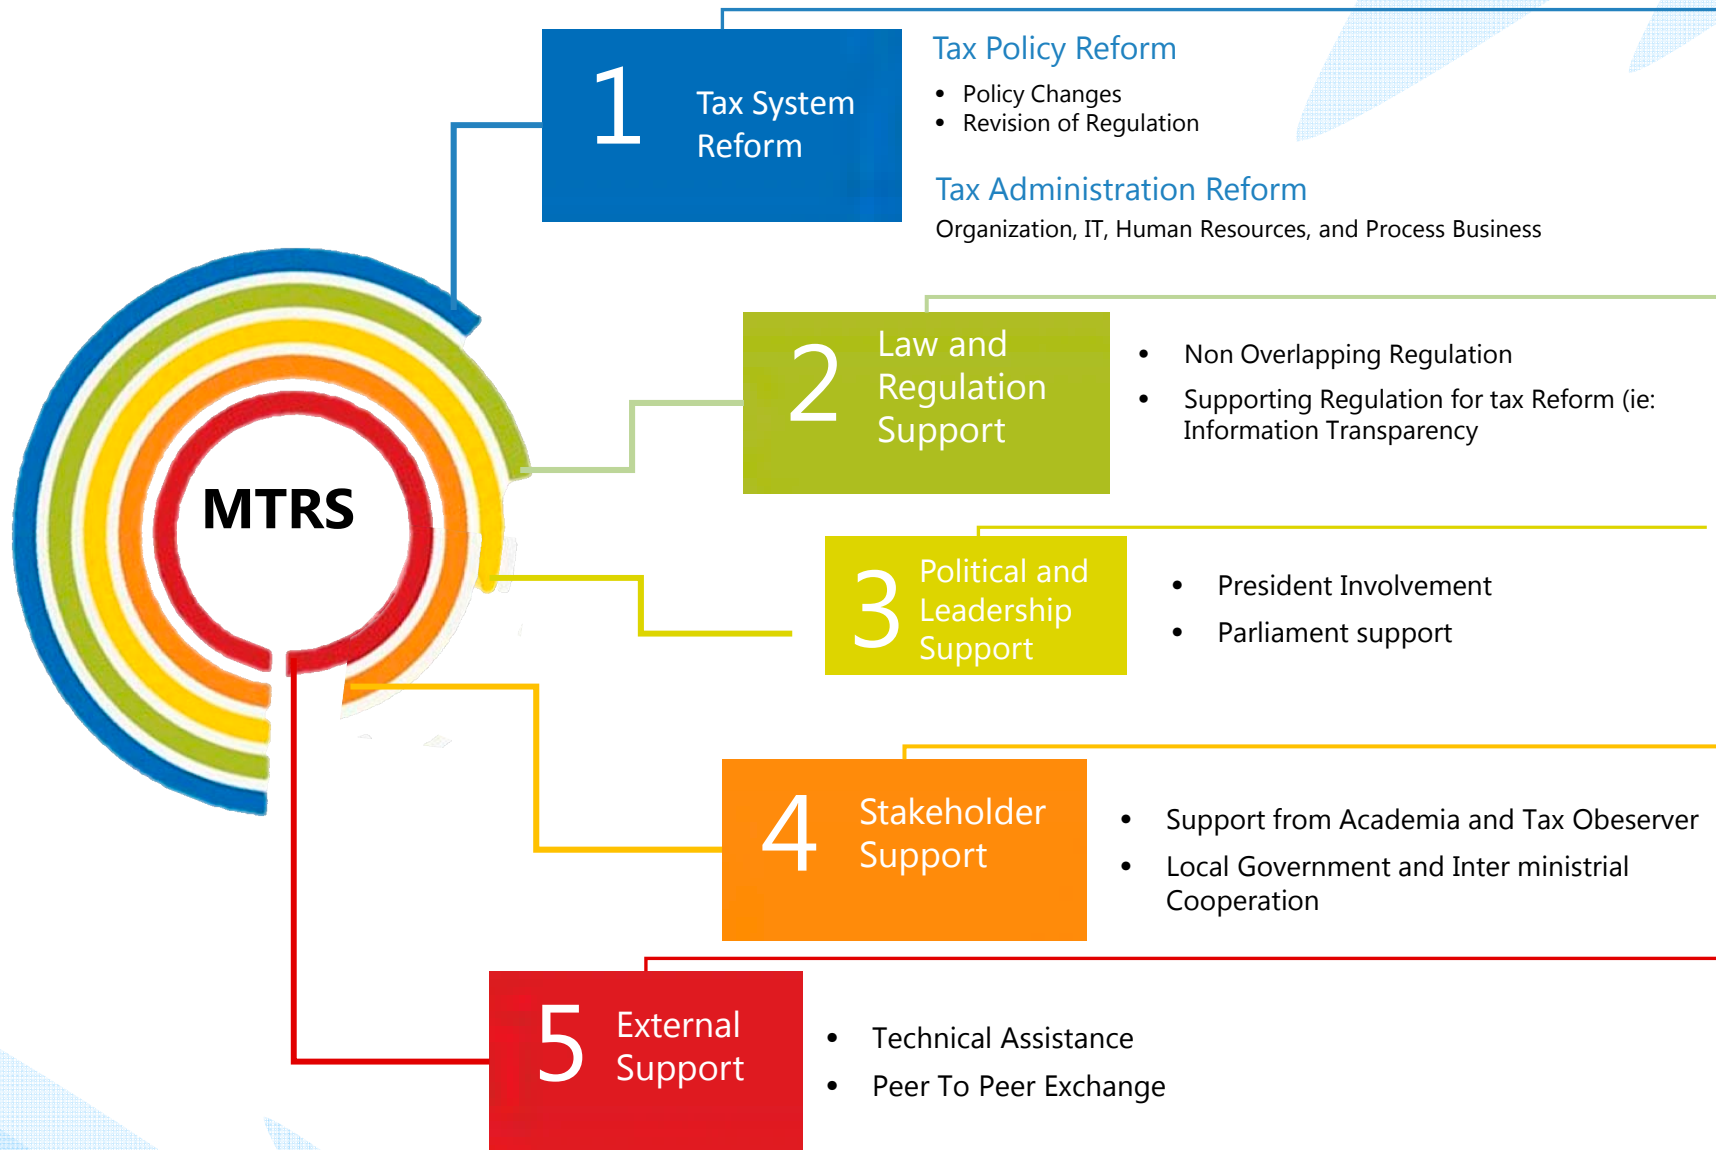 1
Tax System
Reform
Tax Policy Reform
• Policy Changes
• Revision of Regulation
Tax Administration Reform
Organization, IT, Human Resources, and Process Business
MTRS
2
Law and
Regulation
Support
• Non Overlapping Regulation
• Supporting Regulation for tax Reform (ie:
Information Transparency
3
Political and
Leadership
Support
• President Involvement
• Parliament support
4
Stakeholder
Support
• Support from Academia and Tax Obeserver
• Local Government and Inter ministrial
Cooperation
5
External
Support
• Technical Assistance
• Peer To Peer Exchange